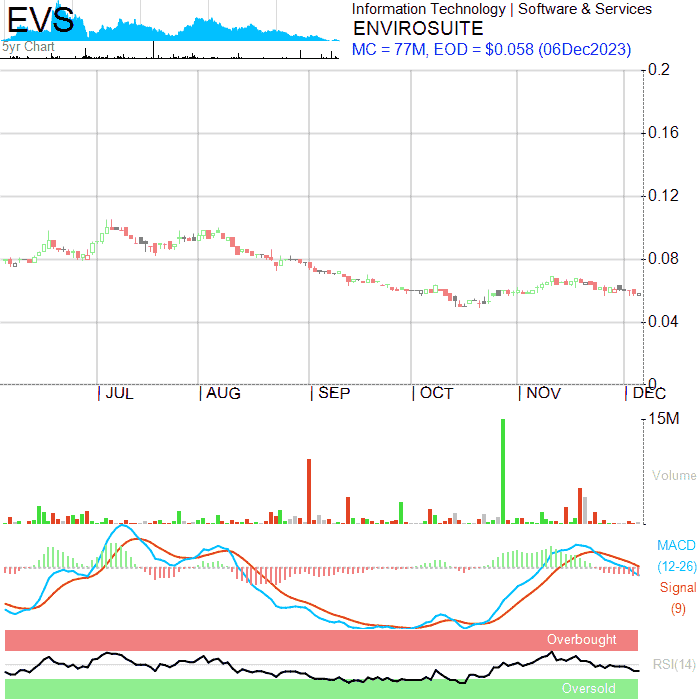 EVS
Information Technology | Software & Services
ENVIROSUITE
5yr Chart
MC = 77M, EOD = $0.058 (06Dec2023)
0.2
0.16
0.12
0.08
0.04
0
JUL AUG SEP OCT NOV DEC
15M
Volume
MACD
(12-26)
Signal
(9)
Overbought
RSI(14)
Oversold